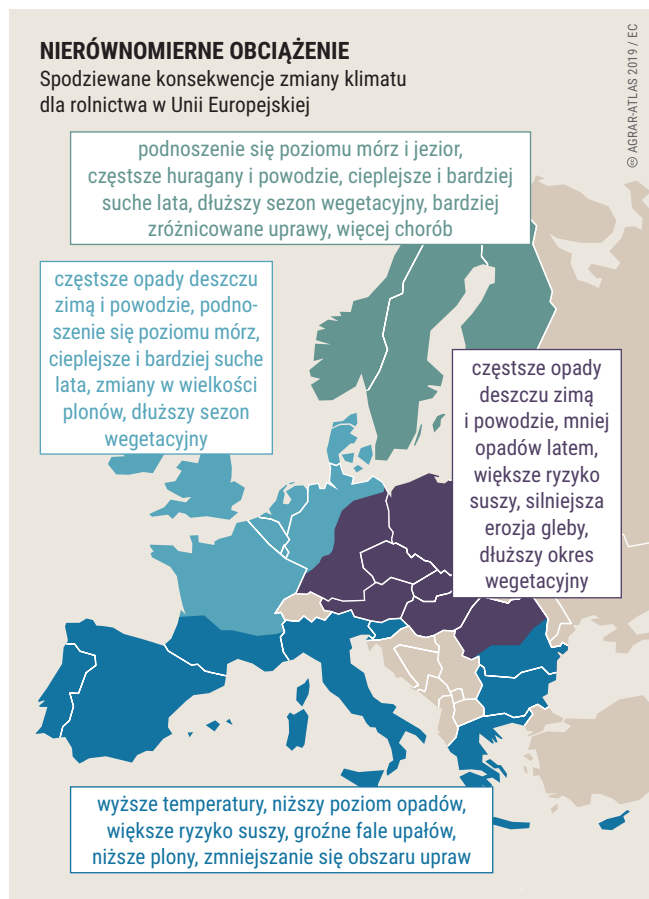 NIERÓWNOMIERNE OBCIĄŻENIE
Spodziewane konsekwencje zmiany klimatu
dla rolnictwa w Unii Europejskiej
AGRAR-ATLAS 2019 / EC
podnoszenie się poziomu mórz i jezior,
częstsze huragany i powodzie, cieplejsze i bardziej
suche lata, dłuższy sezon wegetacyjny, bardziej
zróżnicowane uprawy, więcej chorób
częstsze opady deszczu
zimą i powodzie, podno-
szenie się poziomu mórz,
cieplejsze i bardziej suche
lata, zmiany w wielkości
plonów, dłuższy sezon
wegetacyjny
częstsze opady
deszczu zimą
i powodzie, mniej
opadów latem,
większe ryzyko
suszy, silniejsza
erozja gleby,
dłuższy okres
wegetacyjny
wyższe temperatury, niższy poziom opadów,
większe ryzyko suszy, groźne fale upałów,
niższe plony, zmniejszanie się obszaru upraw